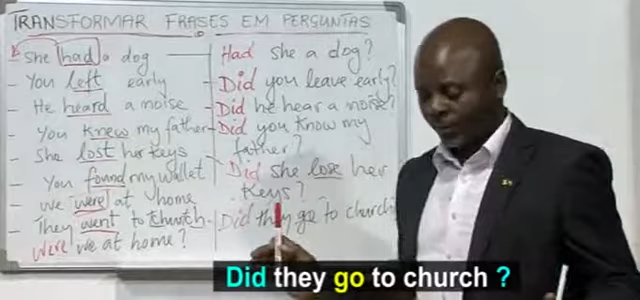 TRANSFORMAR FRASES EM PERGUNTAS
She had a dog
You left early
He heard a noise
You knew my father
She lost her keys
You found my wallet
We were at home
They went to church
Were we at home?
Had she a dog?
Did you leave early?
Did he hear a noise?
Did you know my
father?
Did she lose her
keys?
Did they go to church
Did they go to church ?